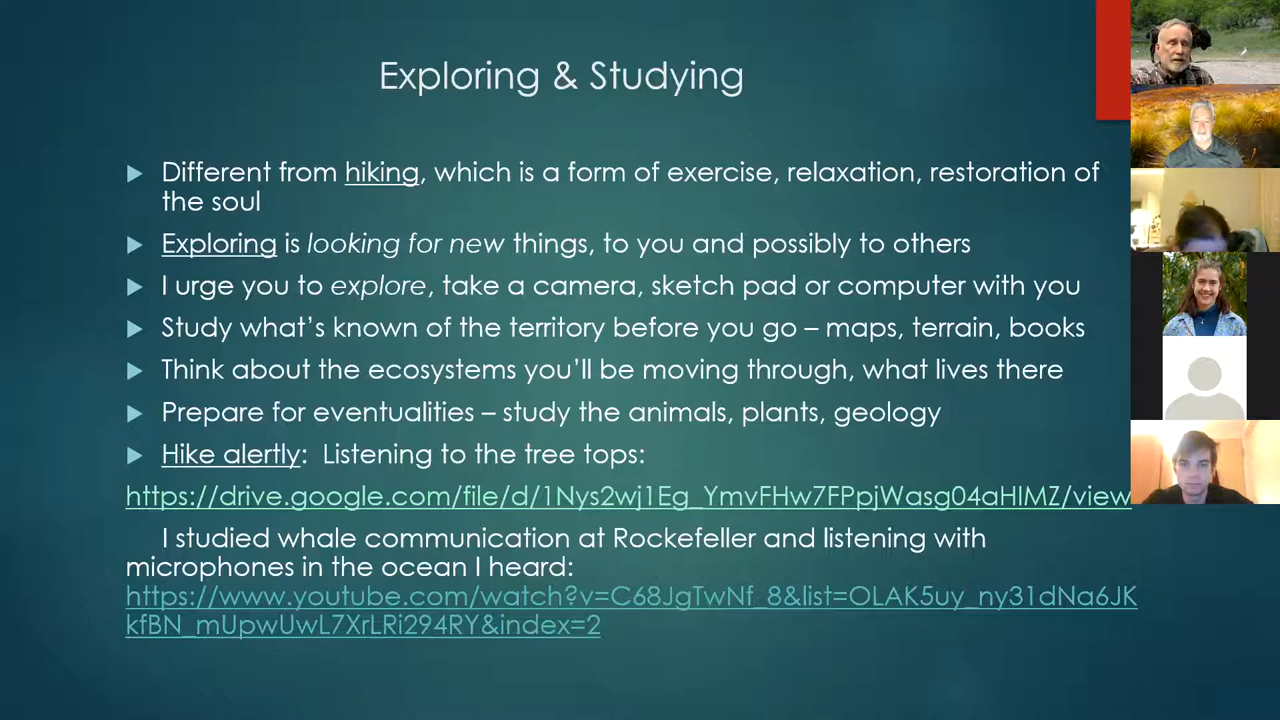 Exploring & Studying
Different from hiking, which is a form of exercise, relaxation, restoration of
the soul
Exploring is looking for new things, to you and possibly to others
I urge you to explore, take a camera, sketch pad or computer with you
Study what's known of the territory before you go – maps, terrain, books
Think about the ecosystems you'll be moving through, what lives there
Prepare for eventualities – study the animals, plants, geology
Hike alertly: Listening to the tree tops:
https://drive.google.com/file/d/1Nys2wj1Eg_YmvFHw7FPpjWasg04aHIMZ/view
I studied whale communication at Rockefeller and listening with
microphones in the ocean I heard:
https://www.youtube.com/watch?v=C68JgTwNf_8&list=OLAK5uy_ny31dNa6JK
kfBN_mUpwUwL7XrLRi294RY&index=2